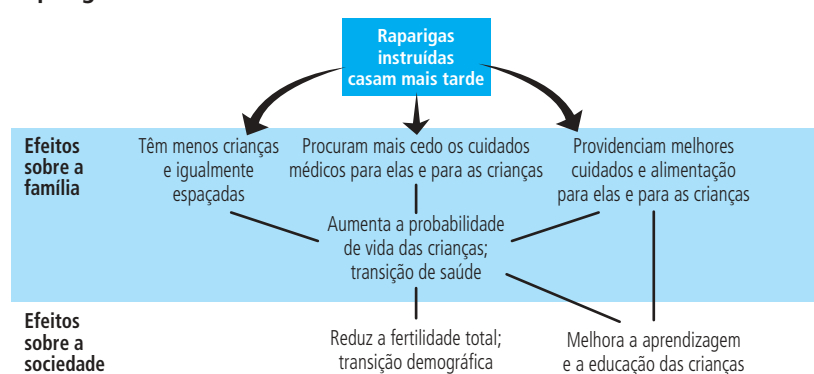 Raparigas
instruídas
casam mais tarde
Efeitos
sobre a
família
Têm menos crianças
e igualmente
espaçadas
Procuram mais cedo os cuidados
médicos para elas e para as crianças
Providenciam melhores
cuidados e alimentação
para elas e para as crianças
Aumenta a probabilidade
de vida das crianças;
transição de saúde
Efeitos
sobre a
sociedade
Reduz a fertilidade total;
transição demográfica
Melhora a aprendizagem
e a educação das crianças